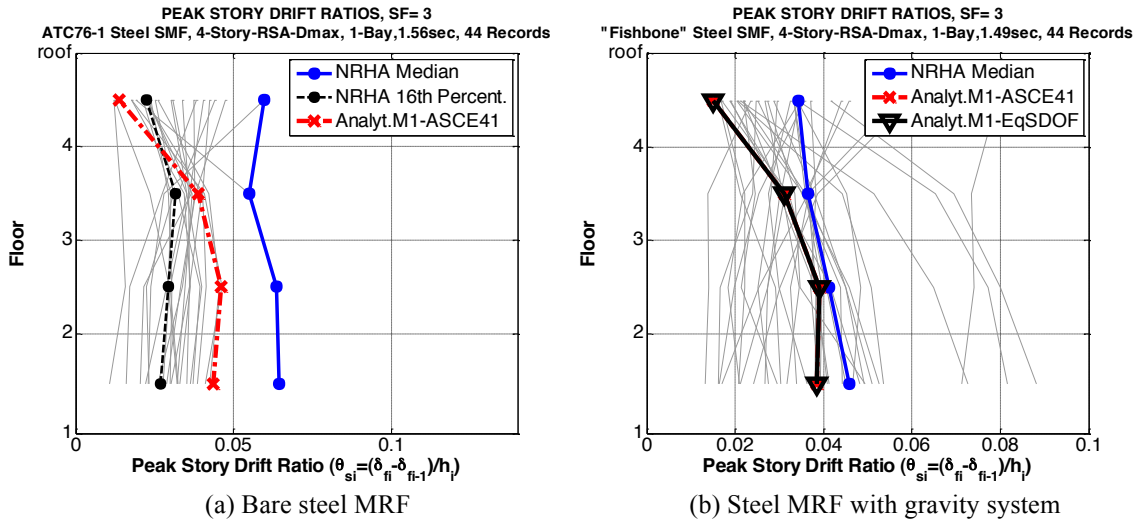 PEAK STORY DRIFT RATIOS, SF= 3
ATC76-1 Steel SMF, 4-Story-RSA-Dmax, 1-Bay,1.56sec, 44 Records
roof
4
3
2
1
Floor
NRHA Median
NRHA 16th Percent.
Analyt.M1-ASCE41
0
0.05
0.1
Peak Story Drift Ratio (θsi=(δfi-δfi-1)/hi)
(a) Bare steel MRF
PEAK STORY DRIFT RATIOS, SF= 3
"Fishbone" Steel SMF, 4-Story-RSA-Dmax, 1-Bay,1.49sec, 44 Records
roof
4
3
2
1
Floor
NRHA Median
Analyt.M1-ASCE41
Analyt.M1-EqSDOF
0
0.02
0.04
0.06
0.08
0.1
Peak Story Drift Ratio (θsi=(δfi-δfi-1)/hi)
(b) Steel MRF with gravity system